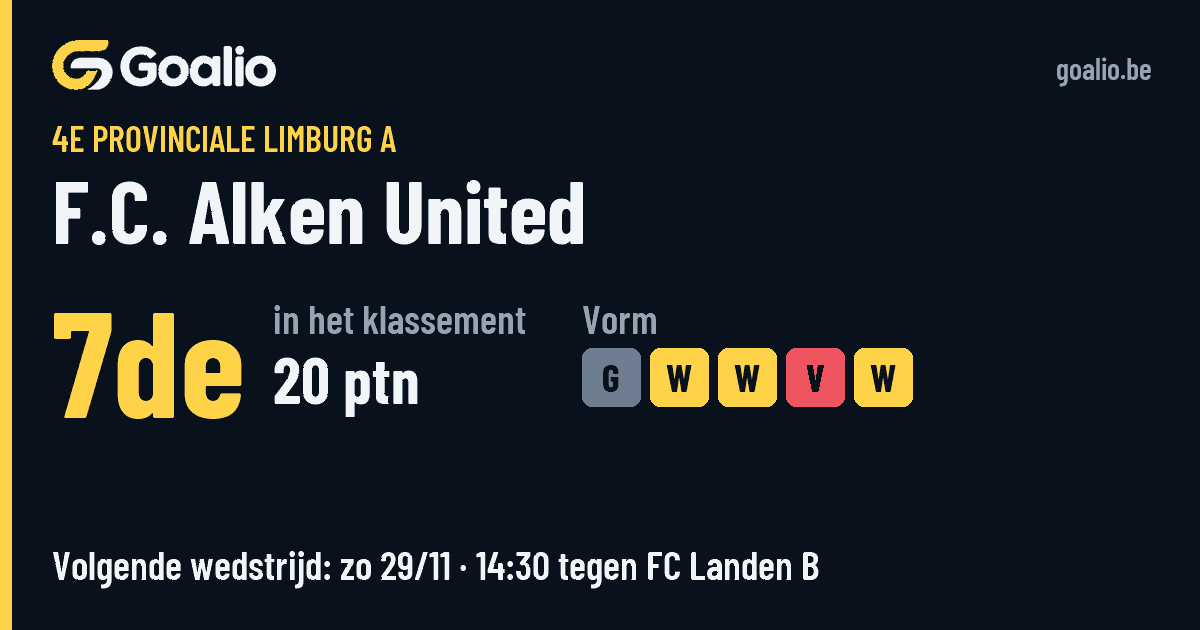 Goalio
goalio.be
4E PROVINCIALE LIMBURG A
F.C. Alken United
7de
in het klassement
20 ptn
Vorm
G W W V W
Volgende wedstrijd: zo 29/11 · 14:30 tegen FC Landen B